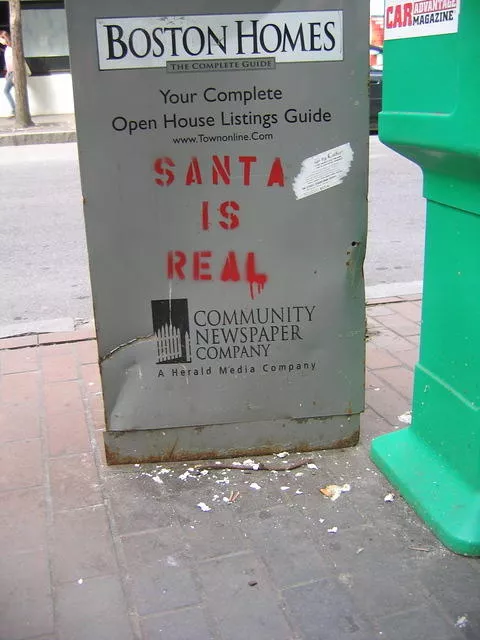 BOSTON HOMES
THE COMPLETE GUIDE
Your Complete
Open House Listings Guide
www.Townonline.Com
SANTA
IS
REAL
COMMUNITY
NEWSPAPER
COMPANY
A Herald Media Company
CAR ADVANTAGE
MAGAZINE